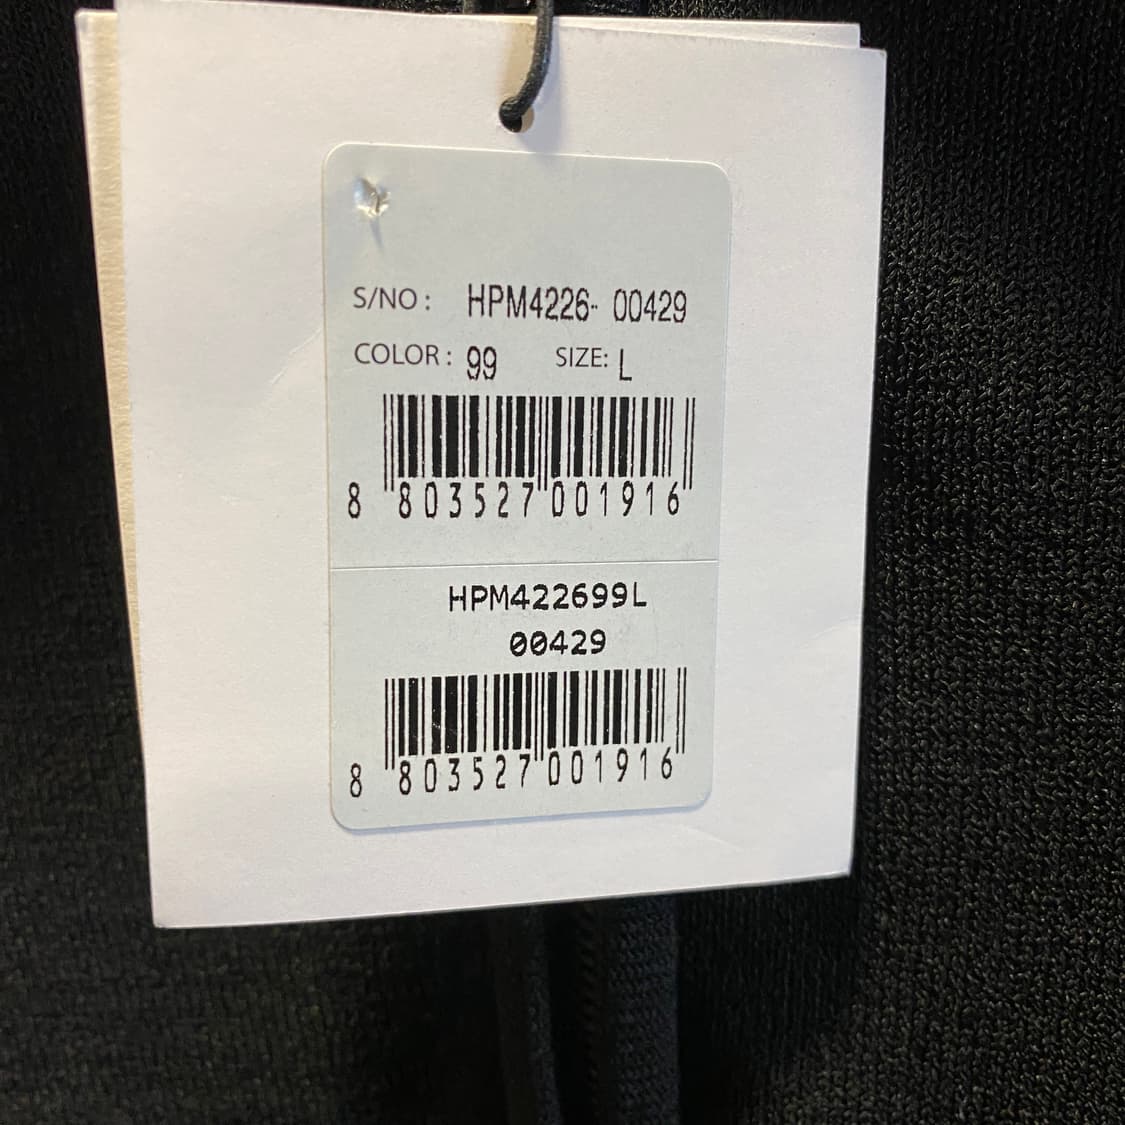 S/NO : HPM4226- 00429
COLOR : 99 SIZE: L
8 803527 001916
HPM422699L
00429
8 803527 001916